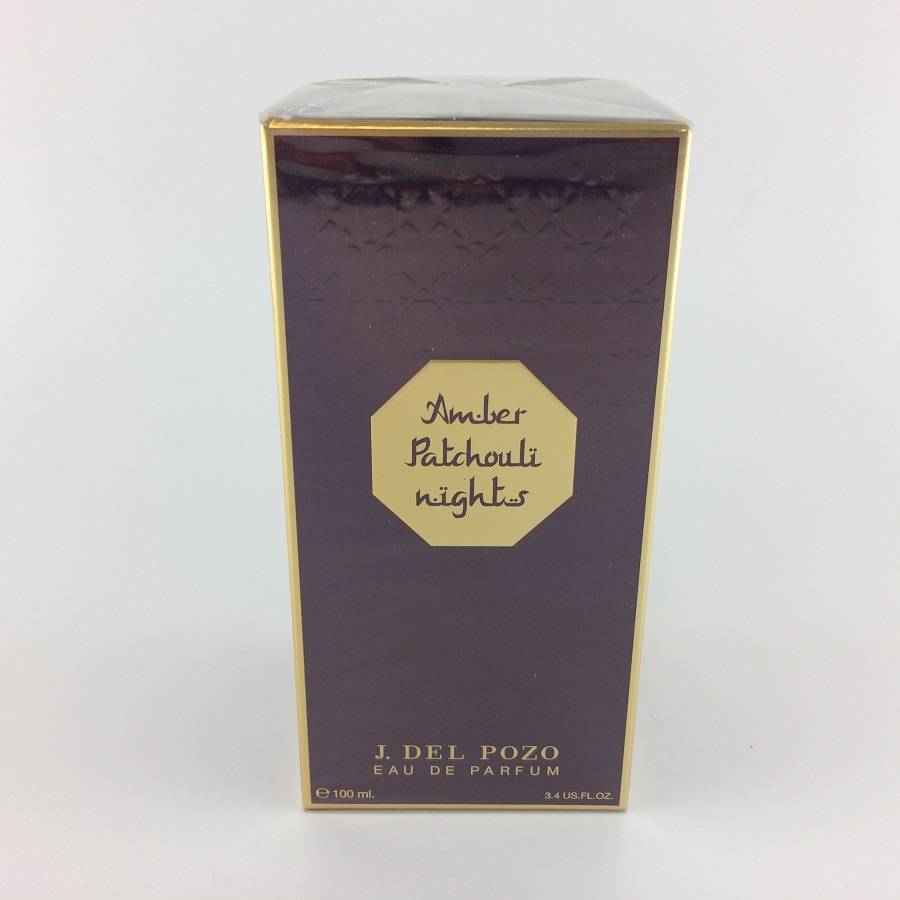 Amber
Patchouli
nights
J. DEL POZO
EAU DE PARFUM
℮ 100 ml.
3.4 US.FL.OZ.